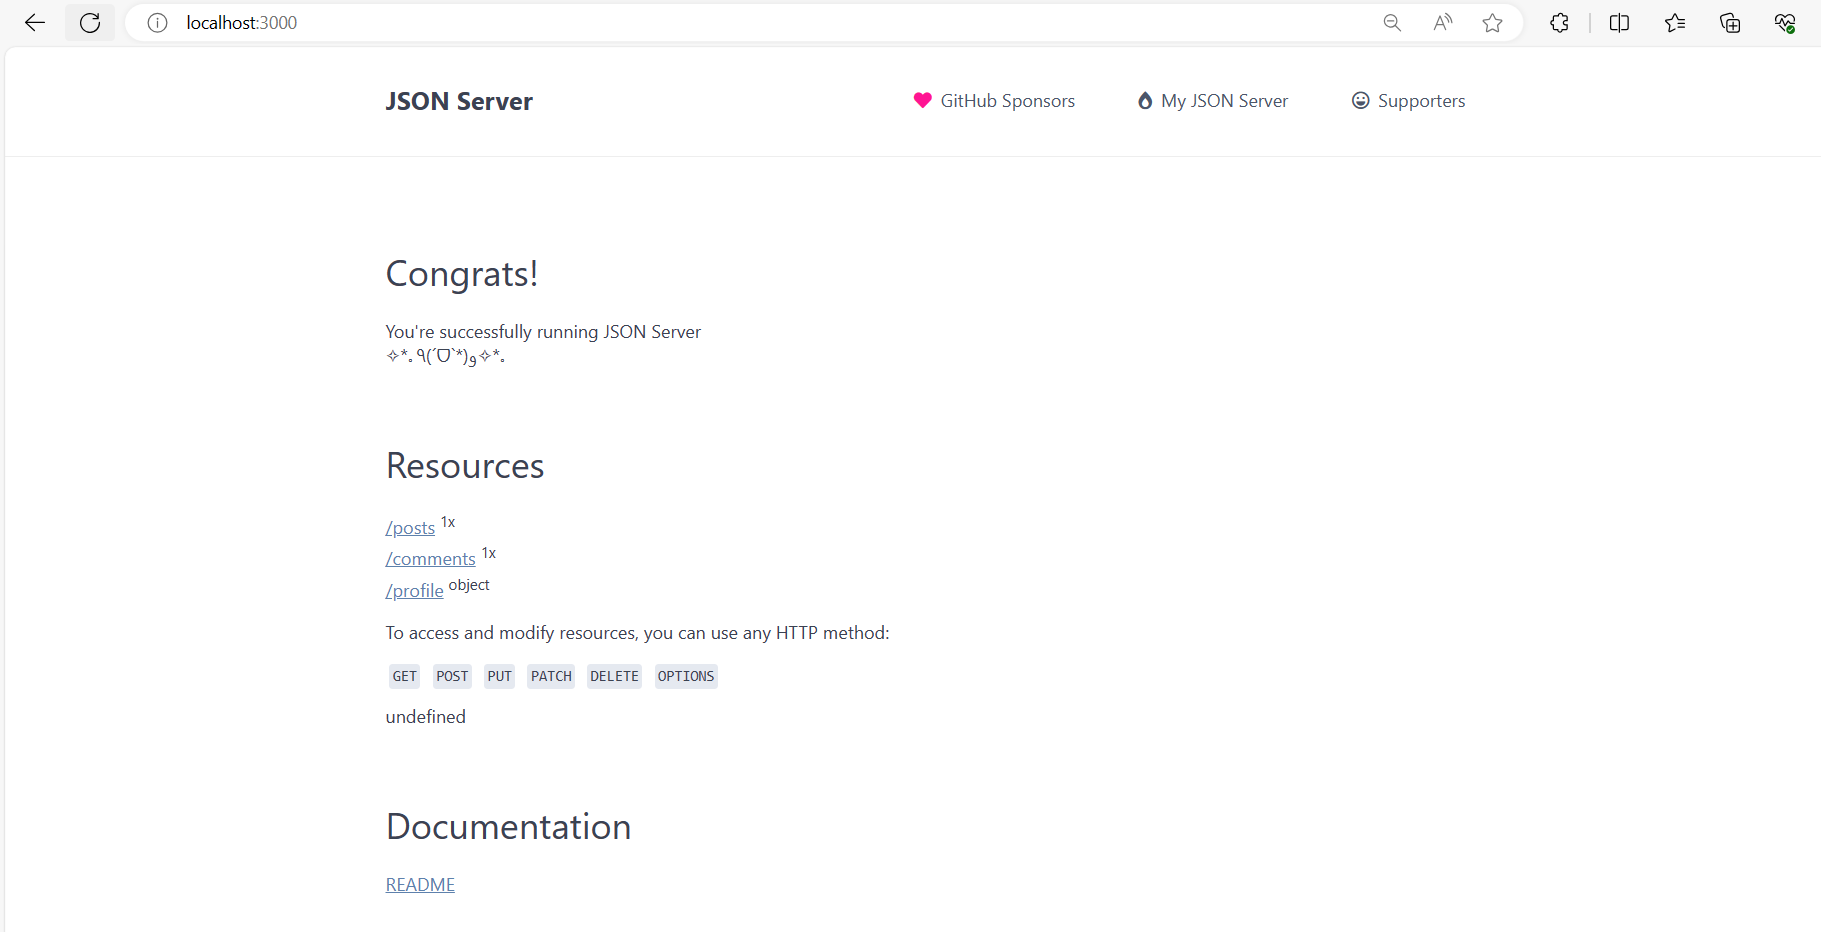 localhost:3000
JSON Server
GitHub Sponsors
My JSON Server
Supporters
Congrats!
You're successfully running JSON Server
✧*｡٩(ˊᗜˋ*)و✧*｡
Resources
/posts 1x
/comments 1x
/profile object
To access and modify resources, you can use any HTTP method:
GET POST PUT PATCH DELETE OPTIONS
undefined
Documentation
README